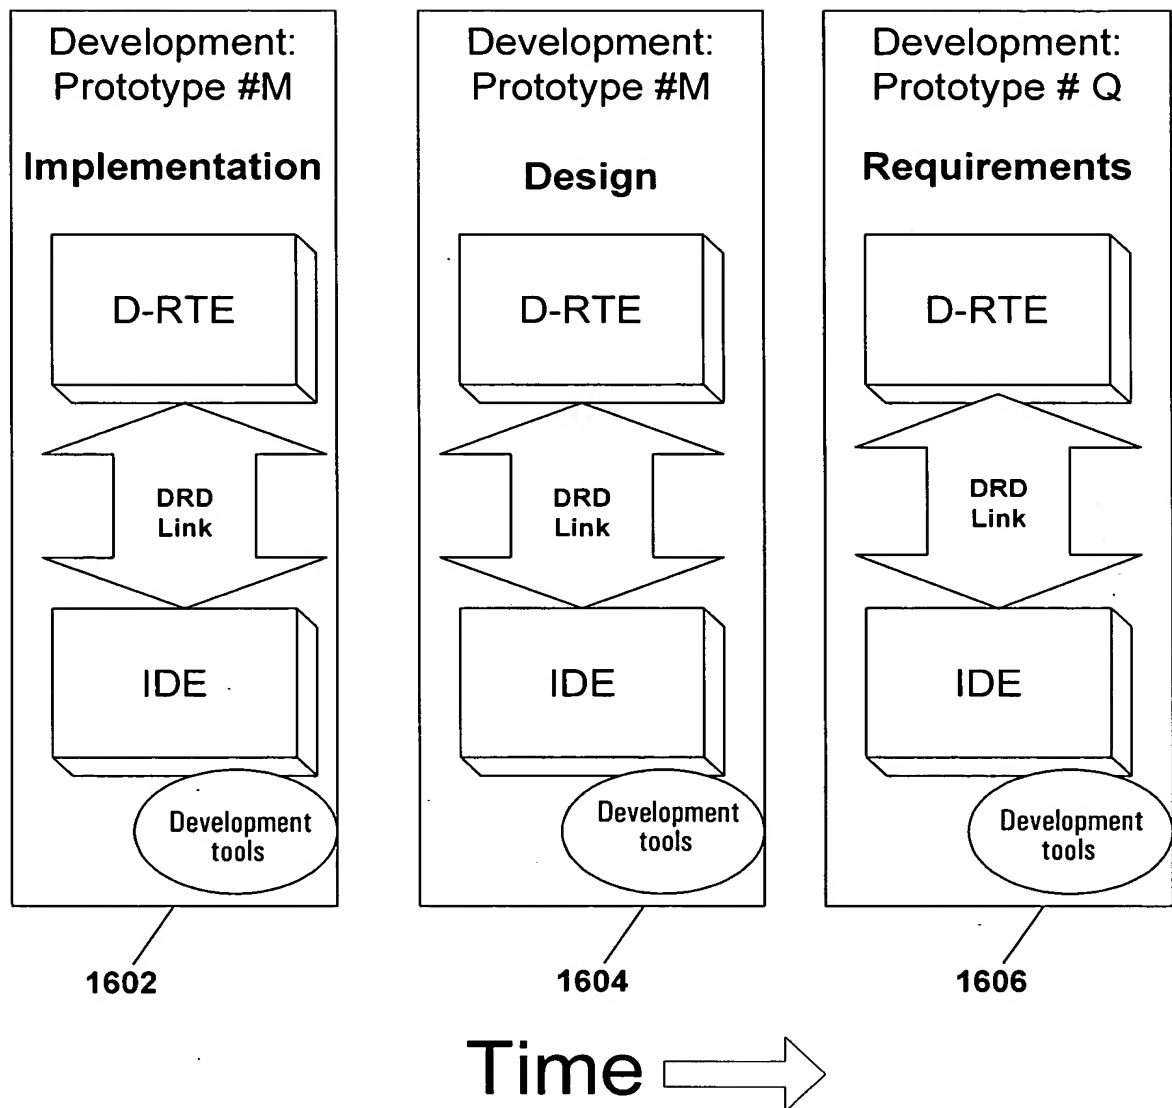 Development:
Prototype #M
Implementation
D-RTE
DRD
Link
IDE
Development
tools
1602
Development:
Prototype #M
Design
D-RTE
DRD
Link
IDE
Development
tools
1604
Development:
Prototype # Q
Requirements
D-RTE
DRD
Link
IDE
Development
tools
1606
Time